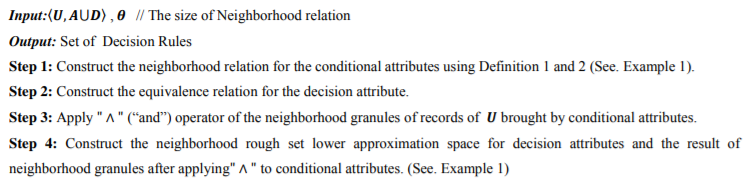 Input:⟨U, A∪D⟩ , θ // The size of Neighborhood relation
Output: Set of Decision Rules
Step 1: Construct the neighborhood relation for the conditional attributes using Definition 1 and 2 (See. Example 1).
Step 2: Construct the equivalence relation for the decision attribute.
Step 3: Apply " ∧ " (“and”) operator of the neighborhood granules of records of U brought by conditional attributes.
Step 4: Construct the neighborhood rough set lower approximation space for decision attributes and the result of
neighborhood granules after applying" ∧ " to conditional attributes. (See. Example 1)